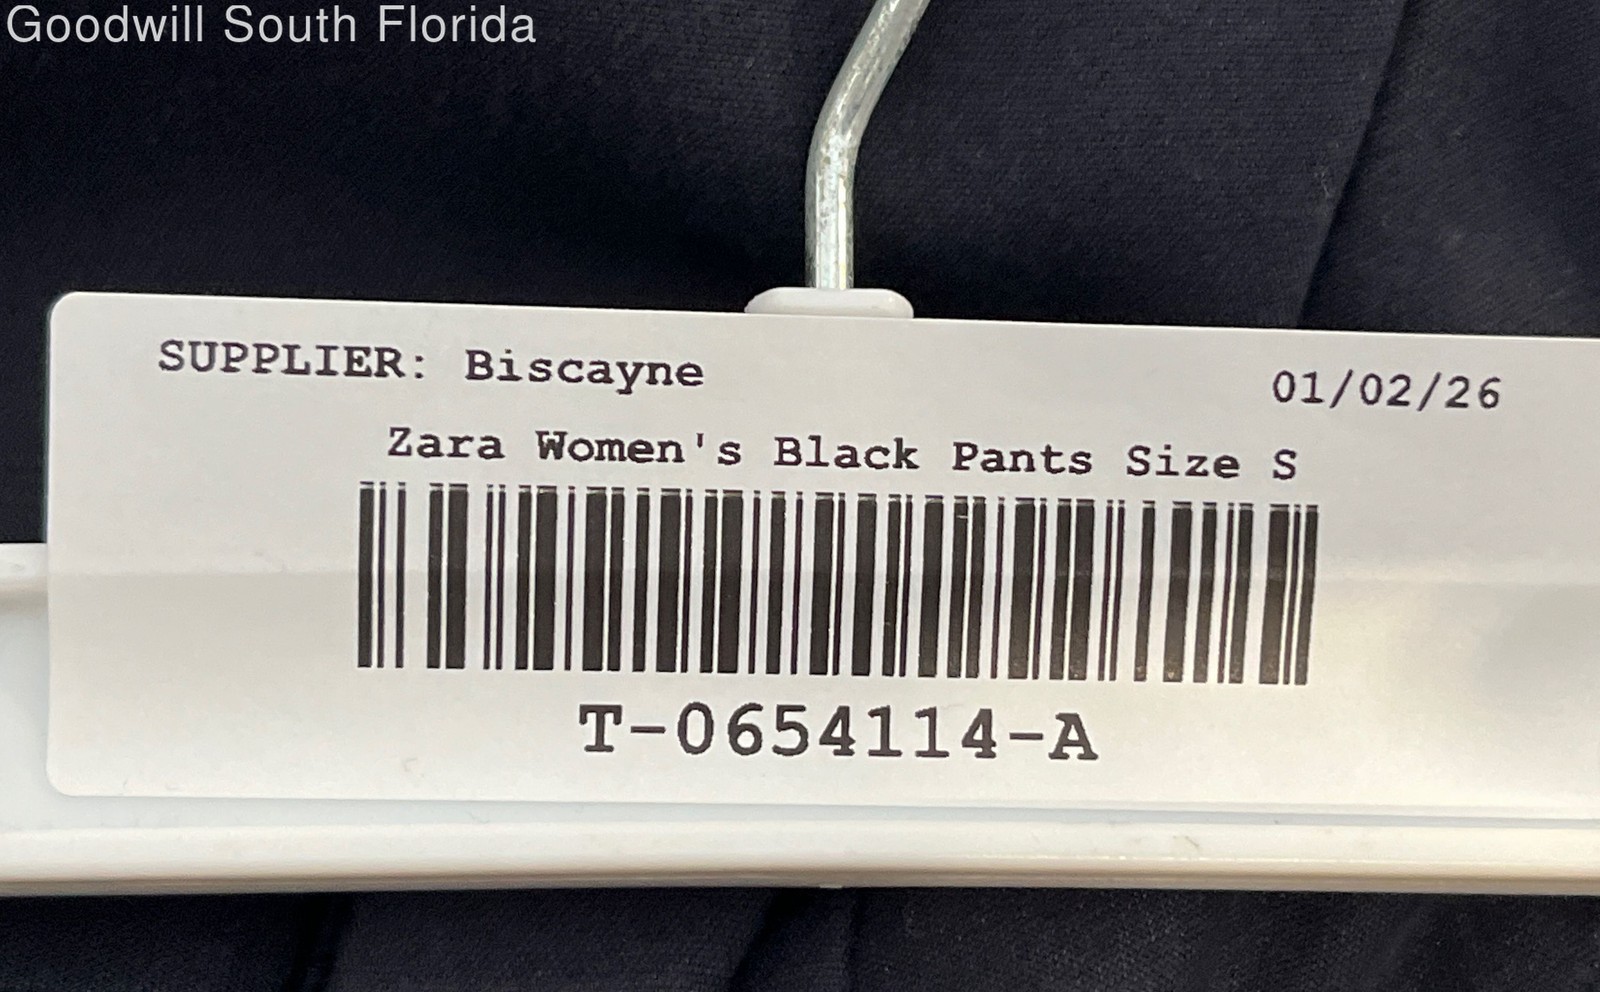 Goodwill South Florida
SUPPLIER: Biscayne
01/02/26
Zara Women's Black Pants Size S
T-0654114-A